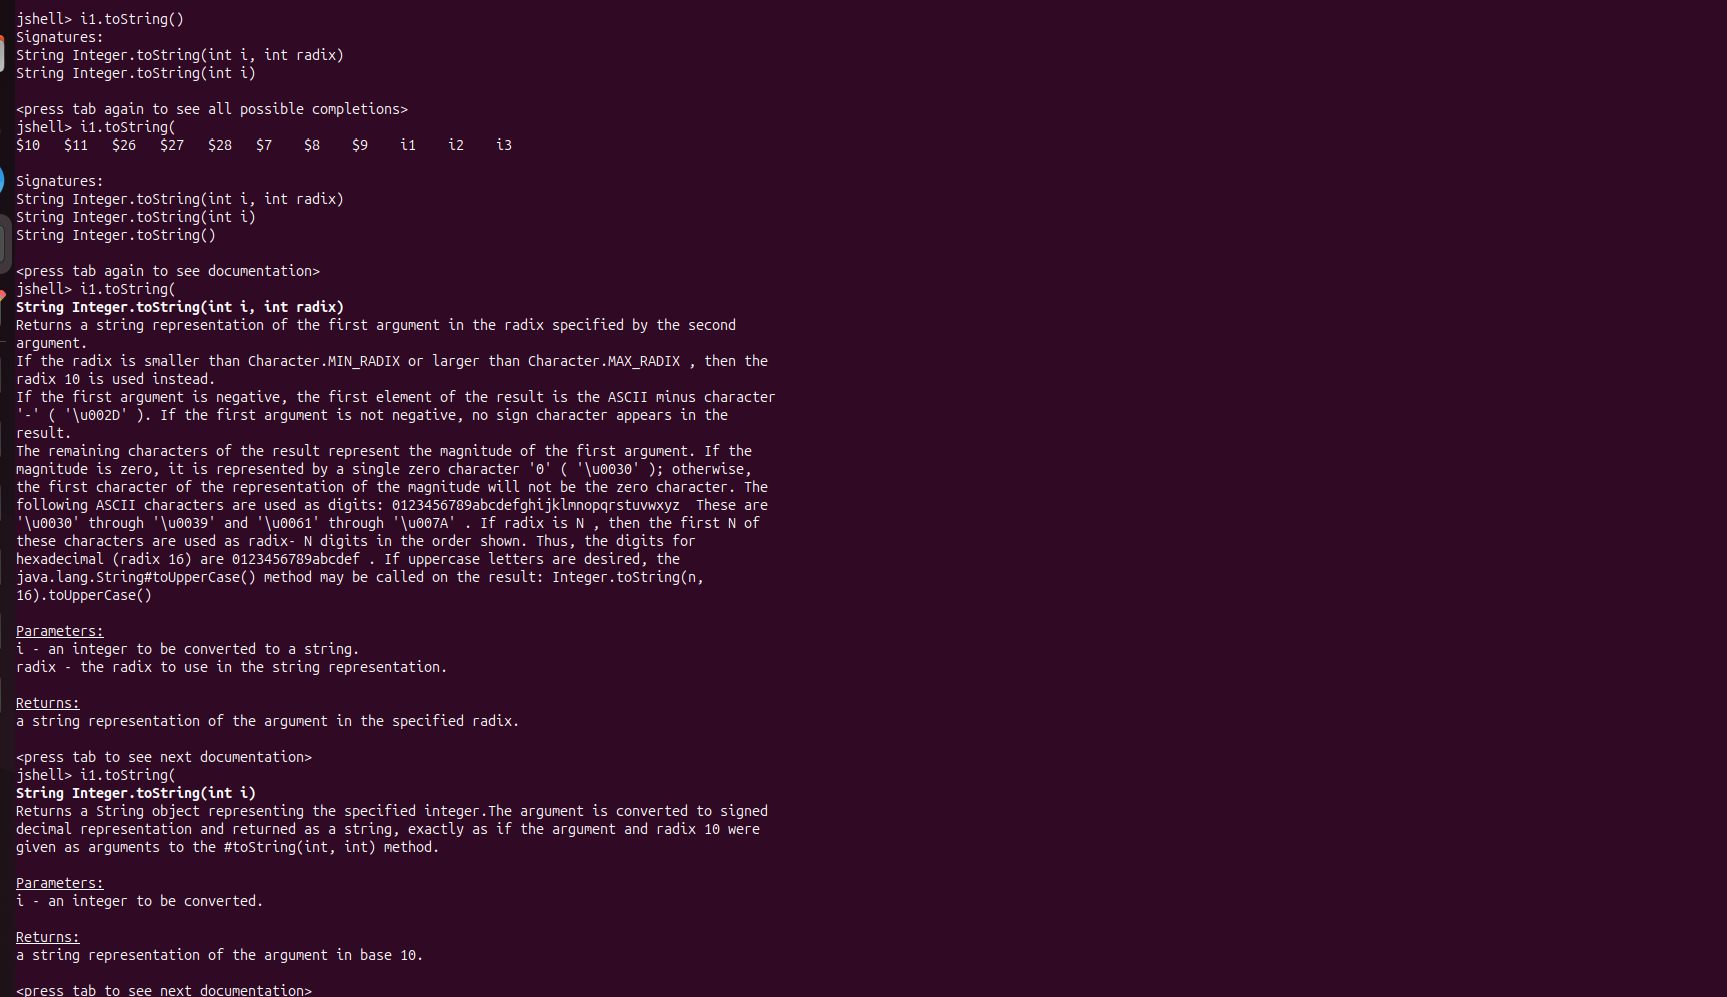 jshell> i1.toString()
Signatures:
String Integer.toString(int i, int radix)
String Integer.toString(int i)
<press tab again to see all possible completions>
jshell> i1.toString(
$10   $11   $26   $27   $28   $7    $8    $9    i1    i2    i3
Signatures:
String Integer.toString(int i, int radix)
String Integer.toString(int i)
String Integer.toString()
<press tab again to see documentation>
jshell> i1.toString(
String Integer.toString(int i, int radix)
Returns a string representation of the first argument in the radix specified by the second
argument.
If the radix is smaller than Character.MIN_RADIX or larger than Character.MAX_RADIX , then the
radix 10 is used instead.
If the first argument is negative, the first element of the result is the ASCII minus character
'-' ( '\u002D' ). If the first argument is not negative, no sign character appears in the
result.
The remaining characters of the result represent the magnitude of the first argument. If the
magnitude is zero, it is represented by a single zero character '0' ( '\u0030' ); otherwise,
the first character of the representation of the magnitude will not be the zero character. The
following ASCII characters are used as digits: 0123456789abcdefghijklmnopqrstuvwxyz  These are
'\u0030' through '\u0039' and '\u0061' through '\u007A' . If radix is N , then the first N of
these characters are used as radix- N digits in the order shown. Thus, the digits for
hexadecimal (radix 16) are 0123456789abcdef . If uppercase letters are desired, the
java.lang.String#toUpperCase() method may be called on the result: Integer.toString(n,
16).toUpperCase()
Parameters:
i - an integer to be converted to a string.
radix - the radix to use in the string representation.
Returns:
a string representation of the argument in the specified radix.
<press tab to see next documentation>
jshell> i1.toString(
String Integer.toString(int i)
Returns a String object representing the specified integer.The argument is converted to signed
decimal representation and returned as a string, exactly as if the argument and radix 10 were
given as arguments to the #toString(int, int) method.
Parameters:
i - an integer to be converted.
Returns:
a string representation of the argument in base 10.
<press tab to see next documentation>